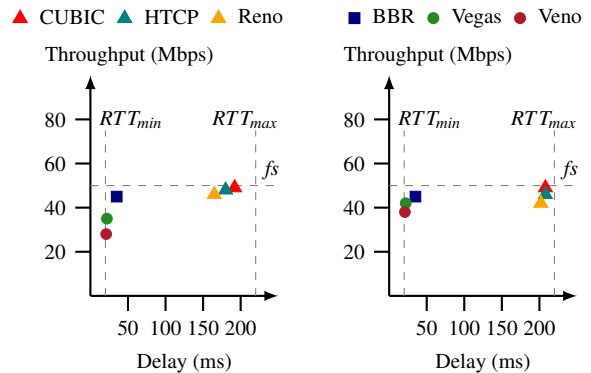 CUBIC HTCP Reno BBR Vegas Veno
Throughput (Mbps) Throughput (Mbps)
80 RTTmin RTTmax 80 RTTmin RTTmax
60 fs 60 fs
40 40
20 20
50 100 150 200 50 100 150 200
Delay (ms) Delay (ms)